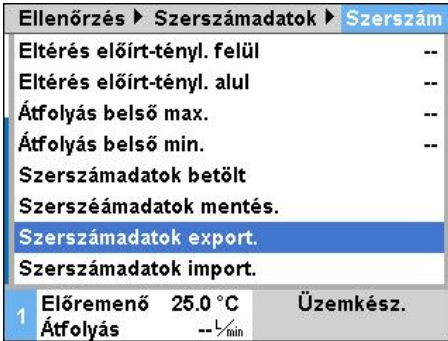 Ellenőrzés Szerszámadatok Szerszám
Eltérés előírt-tényl. felül --
Eltérés előírt-tényl. alul --
Átfolyás belső max. --
Átfolyás belső min. --
Szerszámadatok betölt
Szerszéámadatok mentés.
Szerszámadatok export.
Szerszámadatok import.
1 Előremenő 25.0 °C Üzemkész.
Átfolyás -- L/min